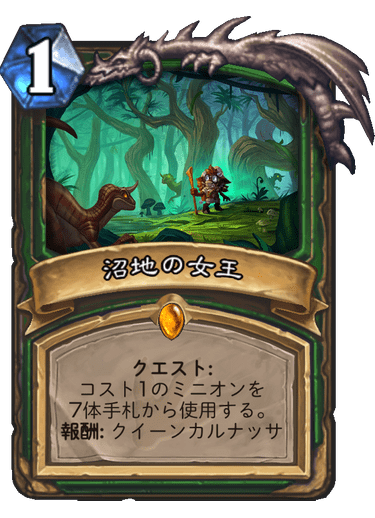 1
沼地の女王
クエスト:
コスト1のミニオンを
7体手札から使用する。
報酬: クイーンカルナッサ